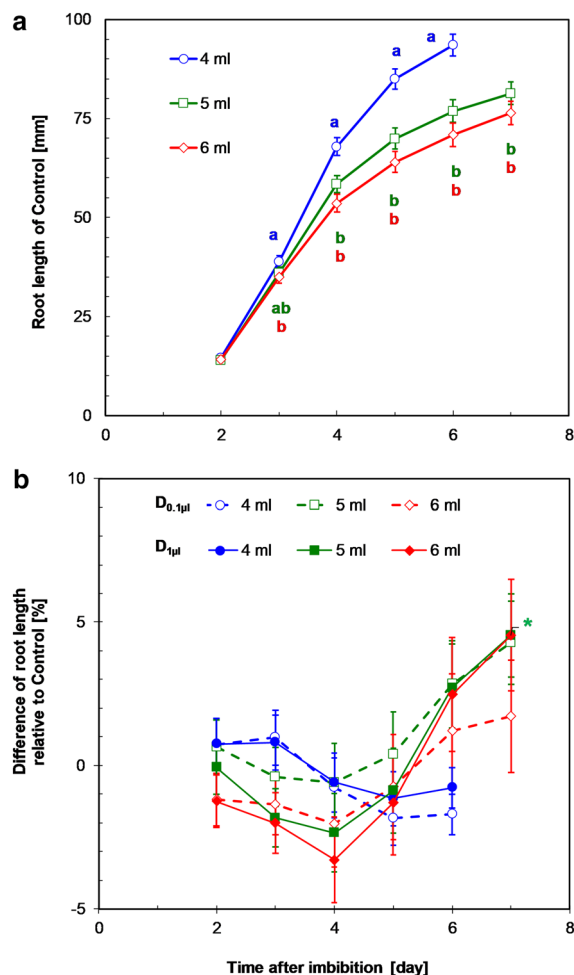 a
100
75
50
25
0
Root length of Control [mm]
4 ml
5 ml
6 ml
a
a
a
a
ab
b
b
b
b
b
b
b
b
b
0
2
4
6
8
b
10
5
0
-5
Difference of root length
relative to Control [%]
D0.1µl 4 ml 5 ml 6 ml
D1µl 4 ml 5 ml 6 ml
*
0
2
4
6
8
Time after imbibition [day]